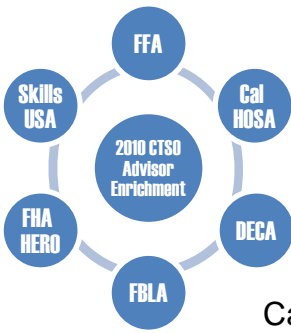 FFA
Skills
USA
Cal
HOSA
2010 CTSO
Advisor
Enrichment
FHA
HERO
DECA
FBLA
Ca